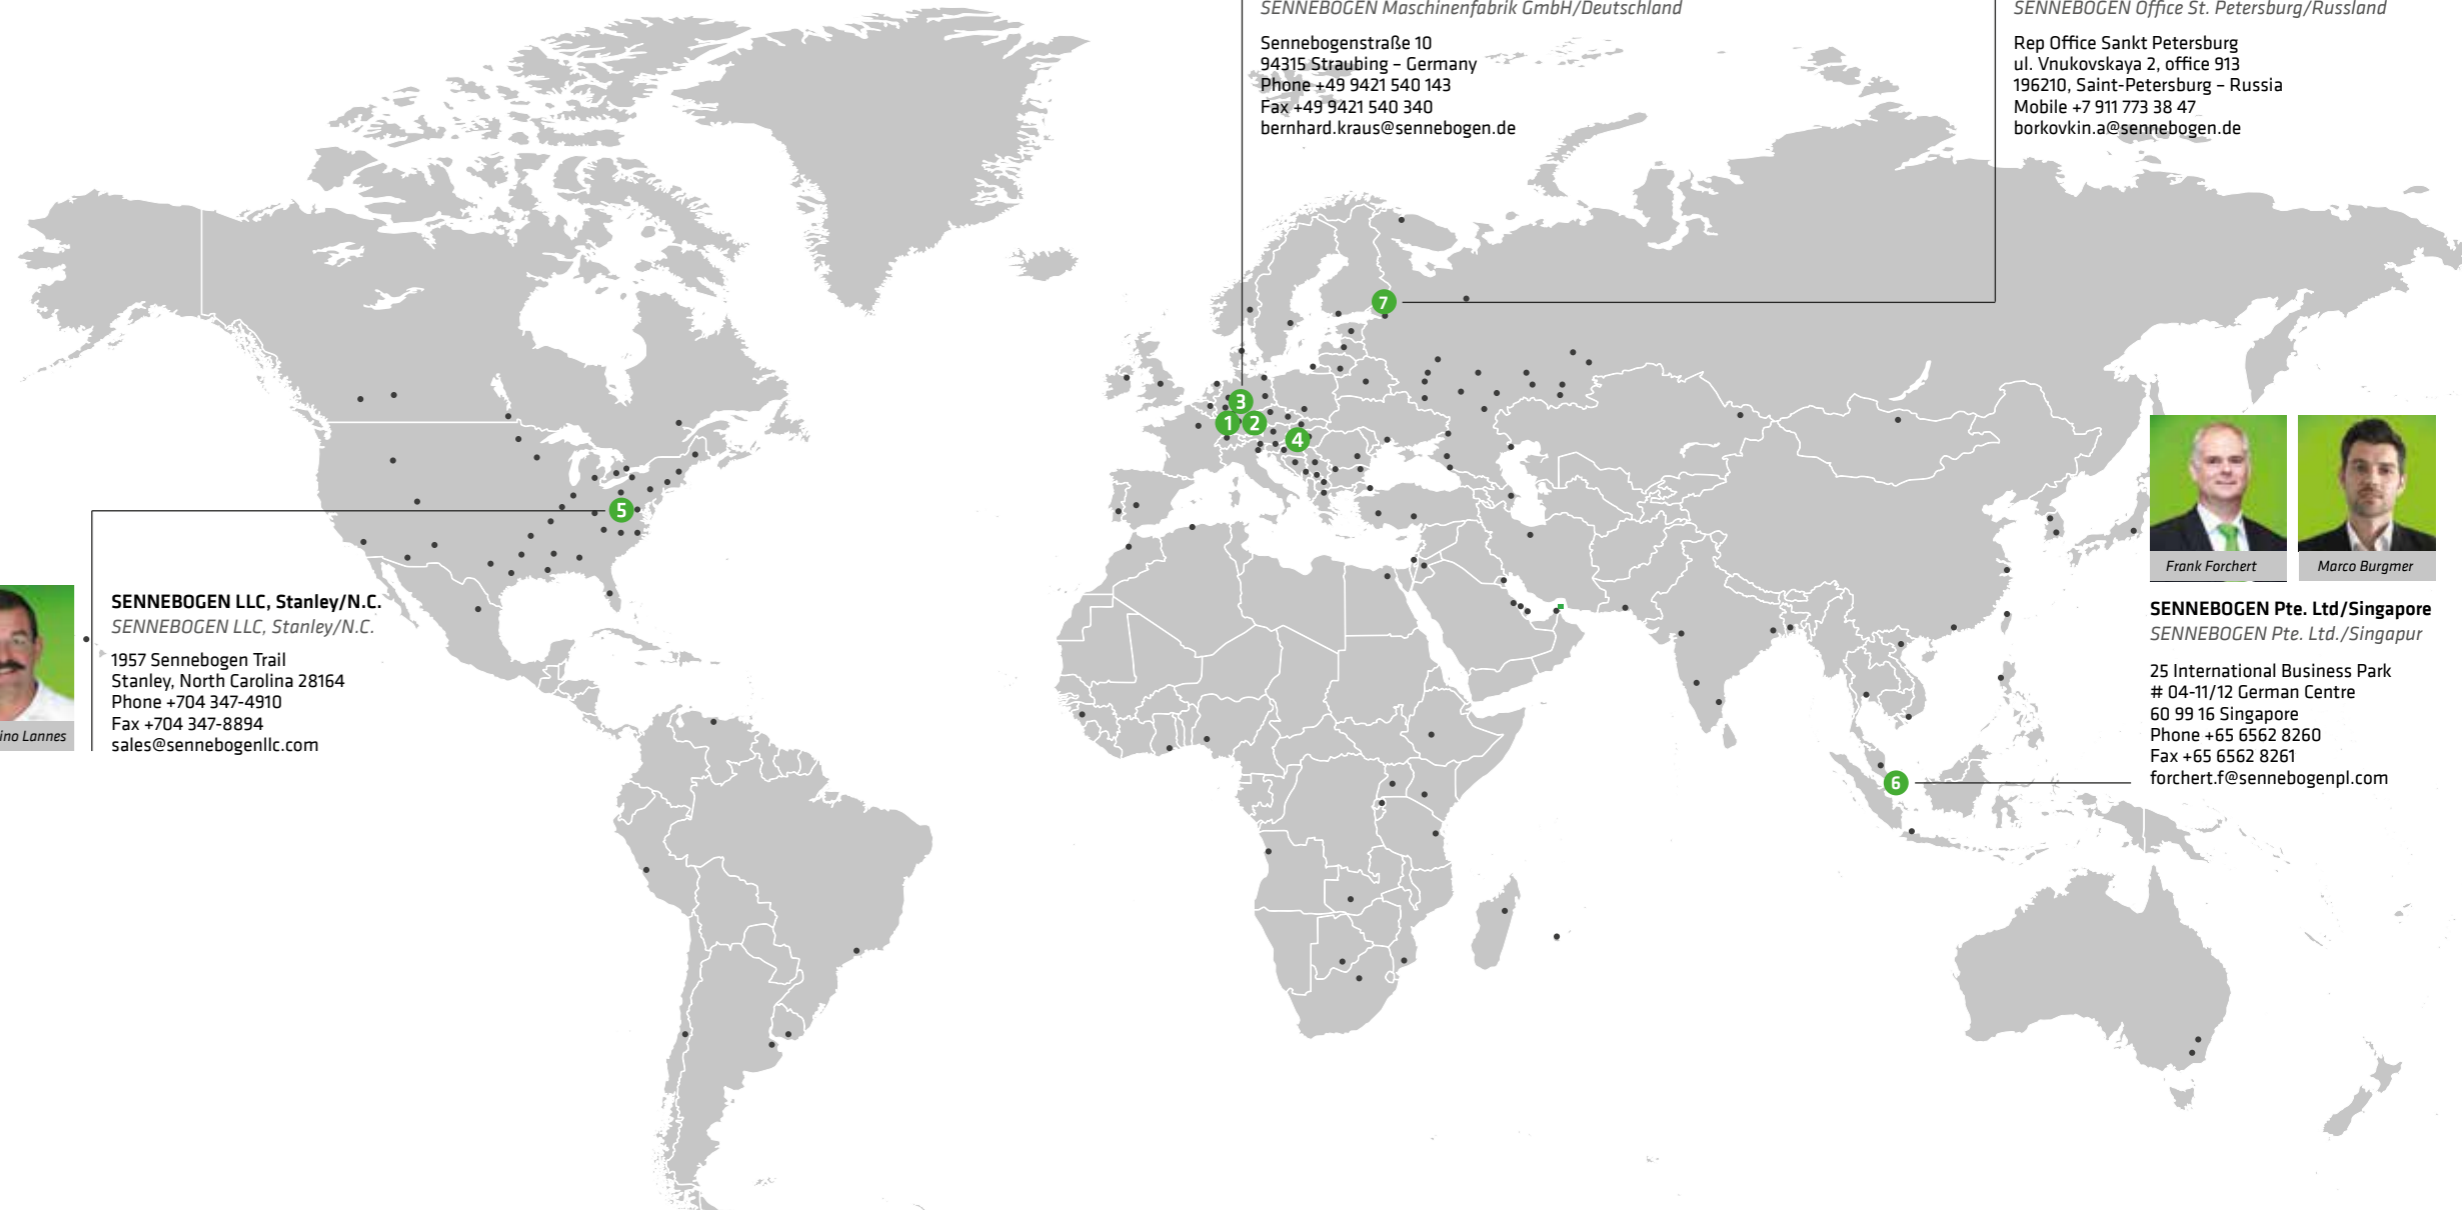 SENNEBOGEN Maschinenfabrik GmbH/Deutschland
Sennebogenstraße 10
94315 Straubing – Germany
Phone +49 9421 540 143
Fax +49 9421 540 340
bernhard.kraus@sennebogen.de
SENNEBOGEN Office St. Petersburg/Russland
Rep Office Sankt Petersburg
ul. Vnukovskaya 2, office 913
196210, Saint-Petersburg – Russia
Mobile +7 911 773 38 47
borkovkin.a@sennebogen.de
7
3
1
2
4
5
ino Lannes
SENNEBOGEN LLC, Stanley/N.C.
SENNEBOGEN LLC, Stanley/N.C.
1957 Sennebogen Trail
Stanley, North Carolina 28164
Phone +704 347-4910
Fax +704 347-8894
sales@sennebogenllc.com
Frank Forchert
Marco Burgmer
SENNEBOGEN Pte. Ltd/Singapore
SENNEBOGEN Pte. Ltd./Singapur
25 International Business Park
# 04-11/12 German Centre
60 99 16 Singapore
Phone +65 6562 8260
Fax +65 6562 8261
forchert.f@sennebogenpl.com
6